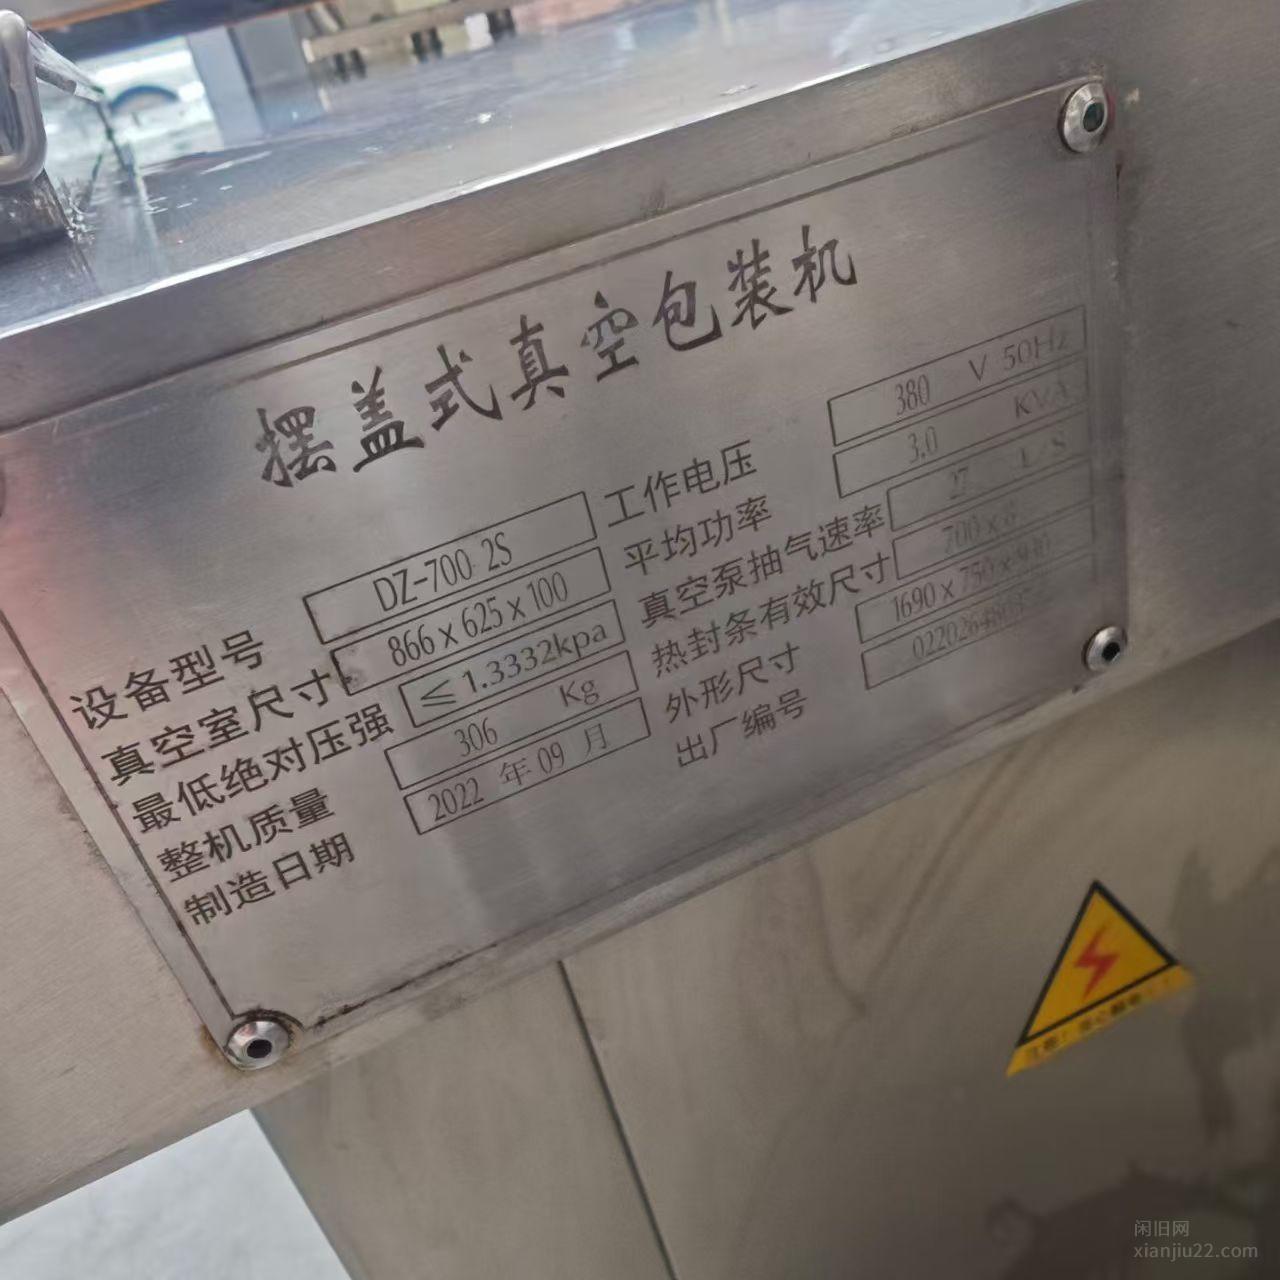 摆盖式真空包装机
设备型号 DZ-700 2S
真空室尺寸 866x625x100
最低绝对压强 ≤1.3332kpa
整机质量 306 Kg
制造日期 2022 年 09 月
工作电压 380 V 50Hz
平均功率 3.0 KVA
真空泵抽气速率 27 L/S
热封条有效尺寸 700x8
外形尺寸 1690x750x940
出厂编号
闲旧网
xianjiu22.com